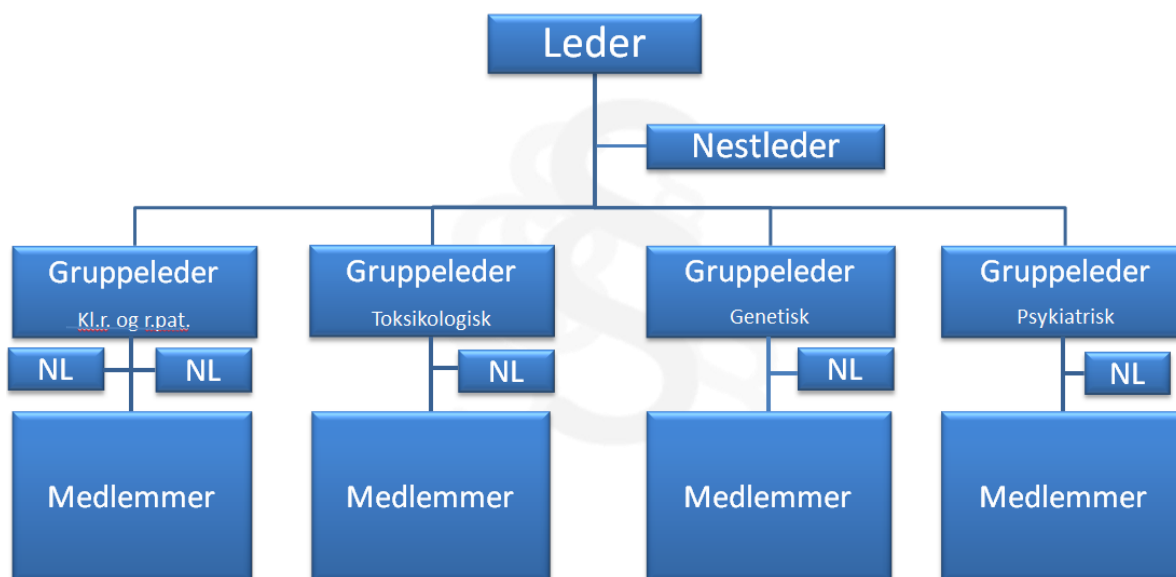 Leder
Nestleder
Gruppeleder
Kl.r. og r.pat.
Gruppeleder
Toksikologisk
Gruppeleder
Genetisk
Gruppeleder
Psykiatrisk
NL
NL
NL
NL
NL
Medlemmer
Medlemmer
Medlemmer
Medlemmer